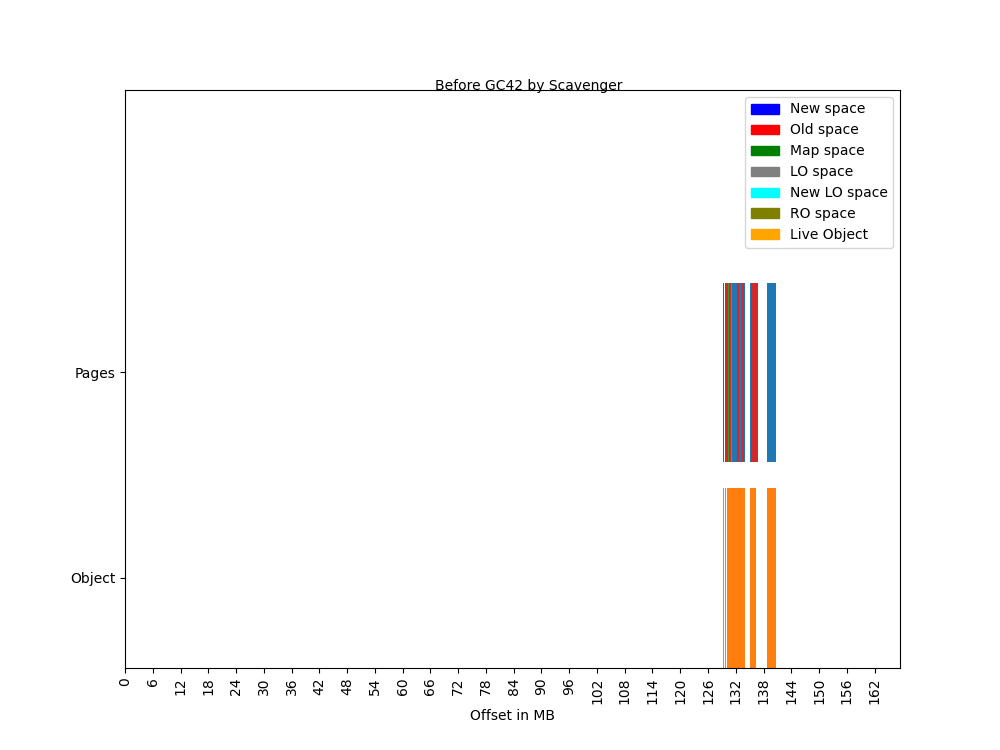 Before GC42 by Scavenger
New space
Old space
Map space
LO space
New LO space
RO space
Live Object
Pages
Object
0 6 12 18 24 30 36 42 48 54 60 66 72 78 84 90 96 102 108 114 120 126 132 138 144 150 156 162
Offset in MB